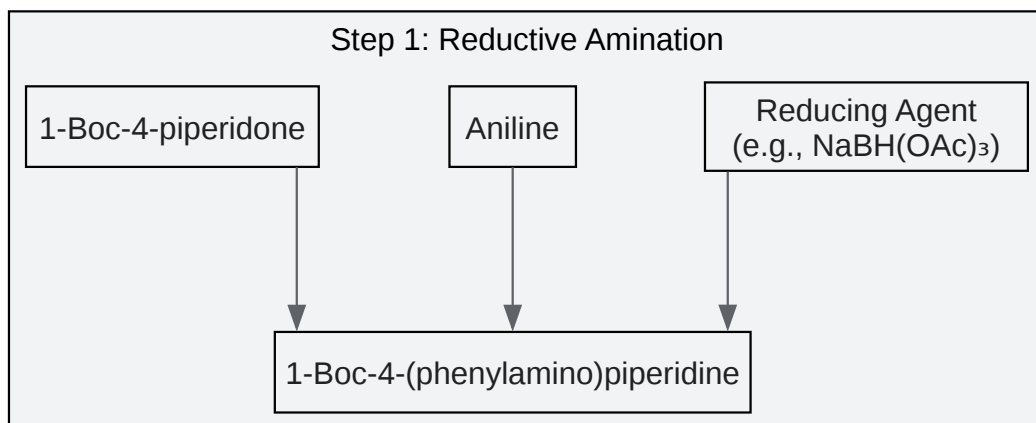 Step 1: Reductive Amination
1-Boc-4-piperidone
Aniline
Reducing Agent
(e.g., NaBH(OAc)₃)
1-Boc-4-(phenylamino)piperidine